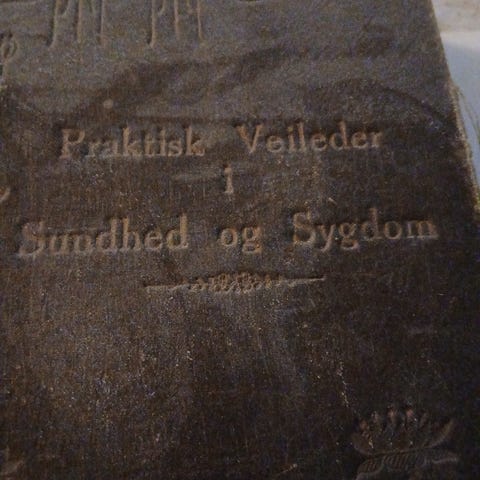 Praktisk Veileder
i
Sundhed og Sygdom